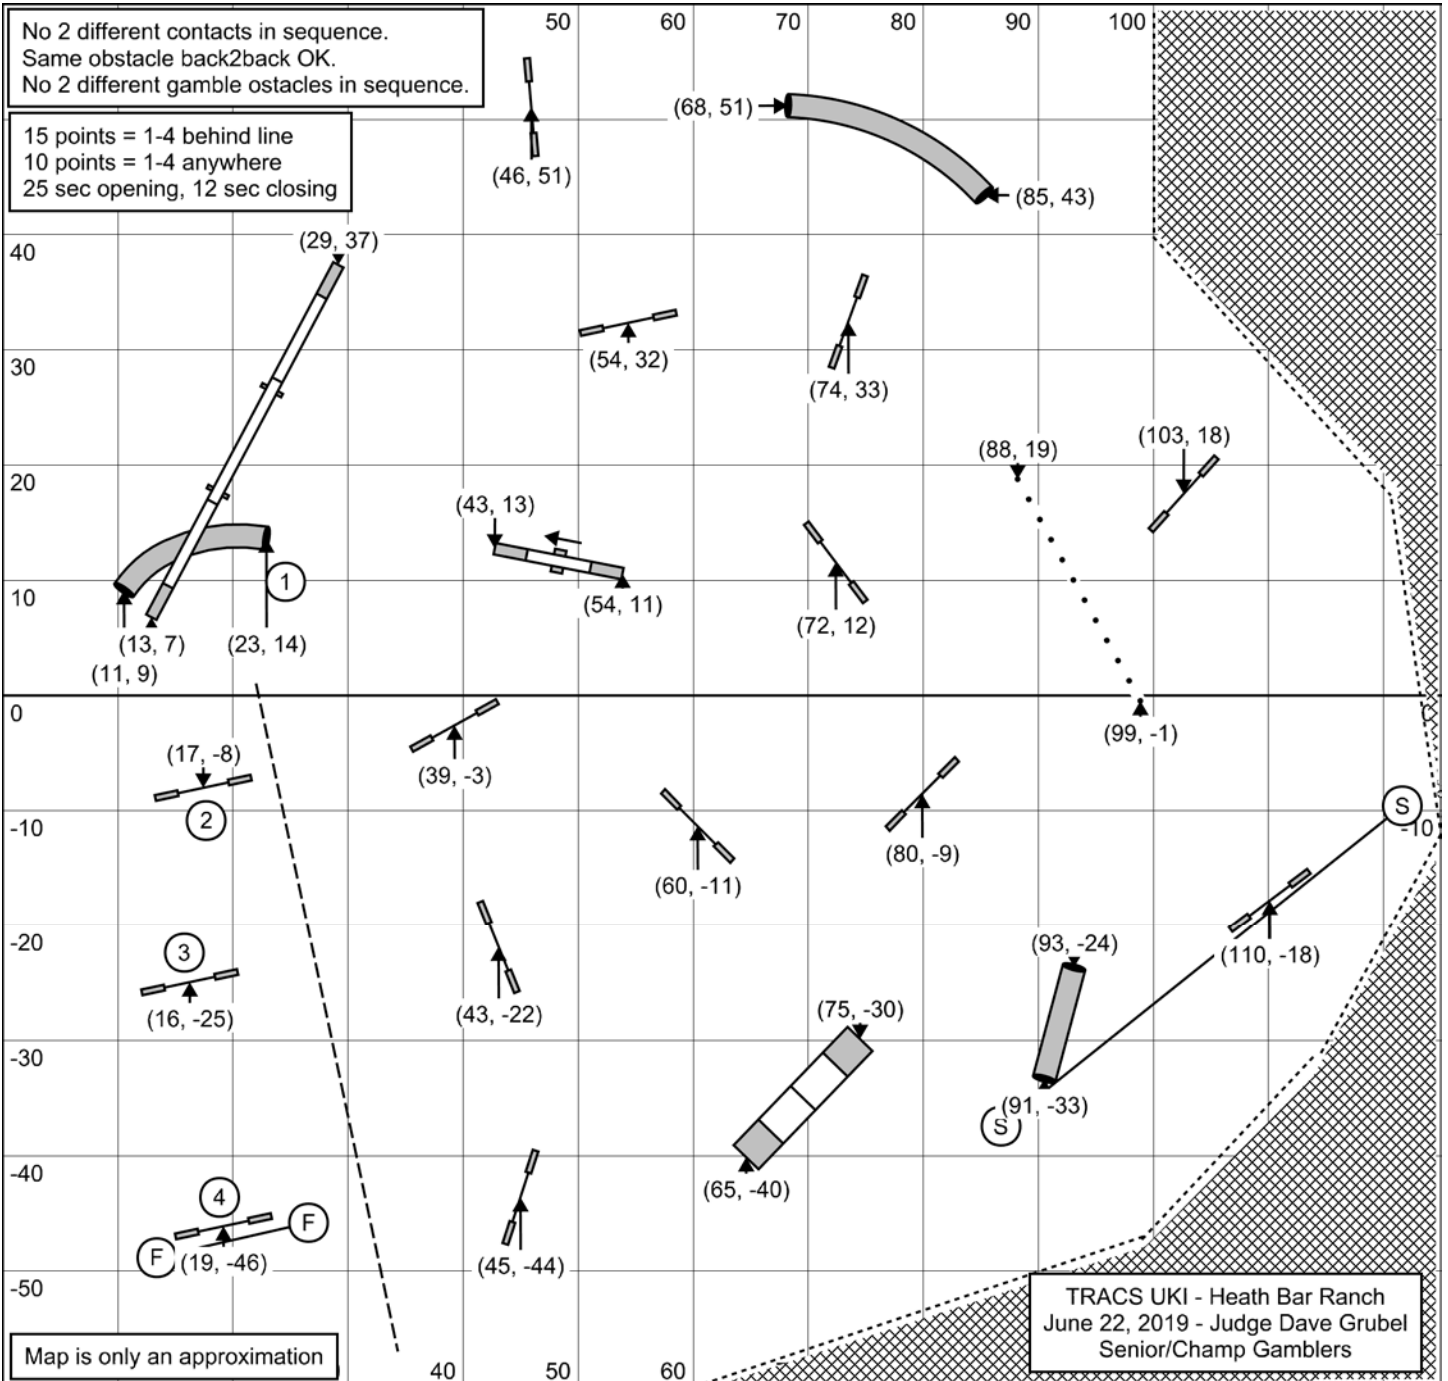 No 2 different contacts in sequence.
Same obstacle back2back OK.
No 2 different gamble ostacles in sequence.
15 points = 1-4 behind line
10 points = 1-4 anywhere
25 sec opening, 12 sec closing
50 60 70 80 90 100
(68, 51)
(46, 51)
(85, 43)
(29, 37)
40
(54, 32)
30
(74, 33)
(88, 19)
(103, 18)
20
(43, 13)
1
10
(54, 11)
(72, 12)
(13, 7)
(23, 14)
(11, 9)
0
(99, -1)
(17, -8)
(39, -3)
2
-10
S
-10
(80, -9)
(60, -11)
3
-20
(93, -24)
(110, -18)
(16, -25)
(43, -22)
(75, -30)
-30
(91, -33)
S
-40
(65, -40)
4
F
F
(19, -46)
(45, -44)
-50
TRACS UKI - Heath Bar Ranch
June 22, 2019 - Judge Dave Grubel
Senior/Champ Gamblers
Map is only an approximation
40 50 60